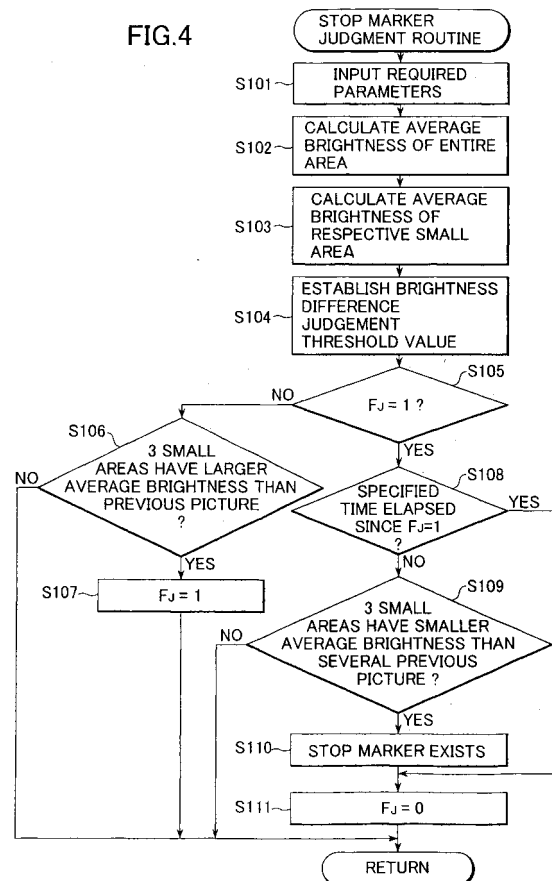 FIG.4
STOP MARKER
JUDGMENT ROUTINE
S101
INPUT REQUIRED
PARAMETERS
S102
CALCULATE AVERAGE
BRIGHTNESS OF ENTIRE
AREA
S103
CALCULATE AVERAGE
BRIGHTNESS OF
RESPECTIVE SMALL
AREA
S104
ESTABLISH BRIGHTNESS
DIFFERENCE
JUDGEMENT
THRESHOLD VALUE
S105
NO
FJ = 1 ?
YES
S106
3 SMALL
AREAS HAVE LARGER
AVERAGE BRIGHTNESS THAN
PREVIOUS PICTURE
?
NO
YES
S107
FJ = 1
S108
SPECIFIED
TIME ELAPSED
SINCE FJ=1
?
YES
NO
S109
3 SMALL
AREAS HAVE SMALLER
AVERAGE BRIGHTNESS THAN
SEVERAL PREVIOUS
PICTURE ?
NO
YES
S110
STOP MARKER EXISTS
S111
FJ = 0
RETURN